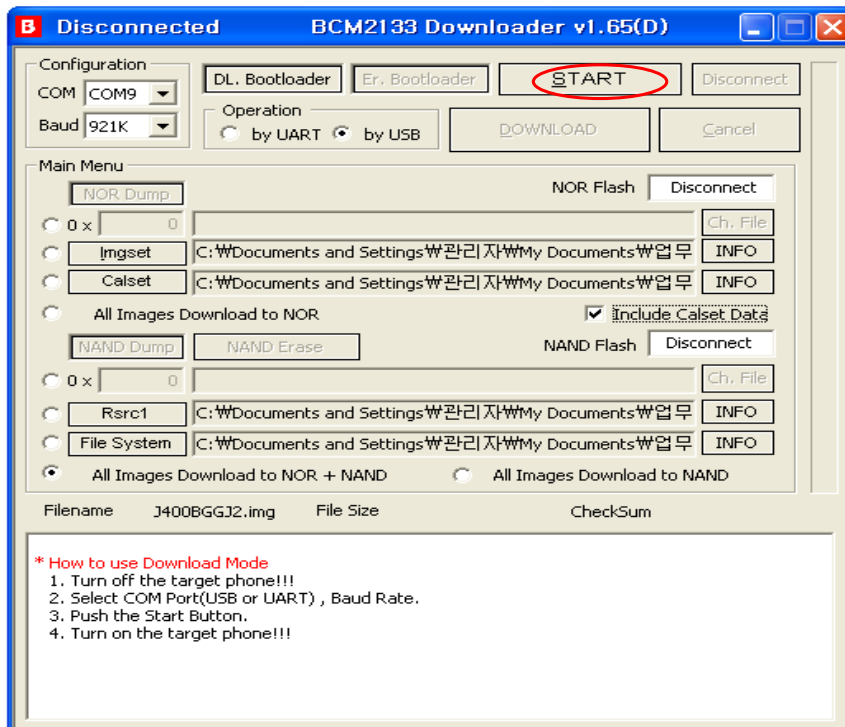 B Disconnected BCM2133 Downloader v1.65(D)
Configuration
COM COM9
Baud 921K
DL. Bootloader Er. Bootloader START Disconnect
Operation
by UART by USB
DOWNLOAD Cancel
Main Menu
NOR Dump NOR Flash Disconnect
0 x 0 Ch. File
Imgset C:₩Documents and Settings₩관리자₩My Documents₩업무 INFO
Calset C:₩Documents and Settings₩관리자₩My Documents₩업무 INFO
All Images Download to NOR Include Calset Data
NAND Dump NAND Erase NAND Flash Disconnect
0 x 0 Ch. File
Rsrc1 C:₩Documents and Settings₩관리자₩My Documents₩업무 INFO
File System C:₩Documents and Settings₩관리자₩My Documents₩업무 INFO
All Images Download to NOR + NAND All Images Download to NAND
Filename J400BGGJ2.img File Size CheckSum
* How to use Download Mode
1. Turn off the target phone!!!
2. Select COM Port(USB or UART) , Baud Rate.
3. Push the Start Button.
4. Turn on the target phone!!!